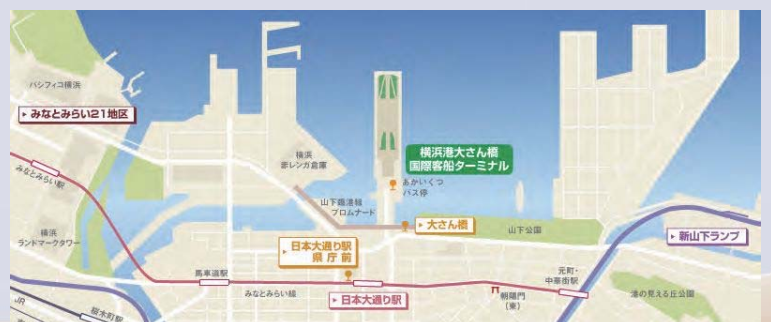 パシフィコ横浜
みなとみらい21地区
みなとみらい駅
横浜
赤レンガ倉庫
横浜港大さん橋
国際客船ターミナル
あかいくつ
バス停
山下臨港線
プロムナード
大さん橋
山下公園
横浜
ランドマークタワー
日本大通り駅
県庁前
新山下ランプ
馬車道駅
みなとみらい線
日本大通り駅
元町・
中華街駅
朝陽門
(東)
港の見える丘公園
JR
桜木町駅